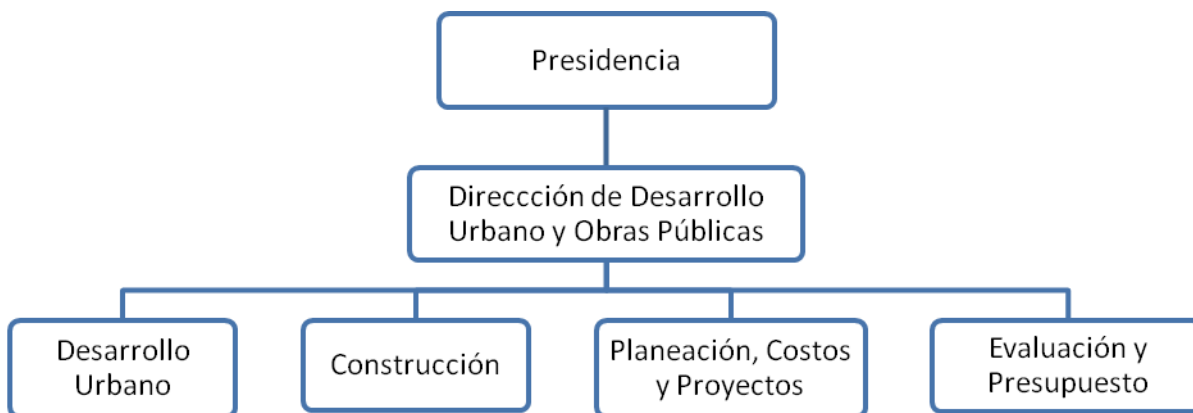 Presidencia
Direccción de Desarrollo
Urbano y Obras Públicas
Desarrollo
Urbano
Construcción
Planeación, Costos
y Proyectos
Evaluación y
Presupuesto